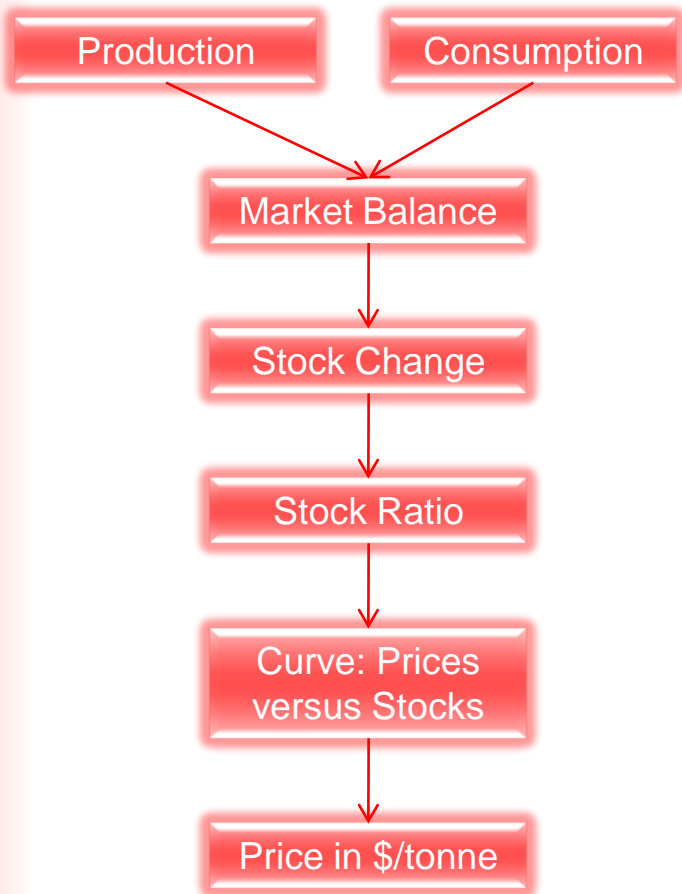 Production
Consumption
Market Balance
Stock Change
Stock Ratio
Curve: Prices
versus Stocks
Price in $/tonne